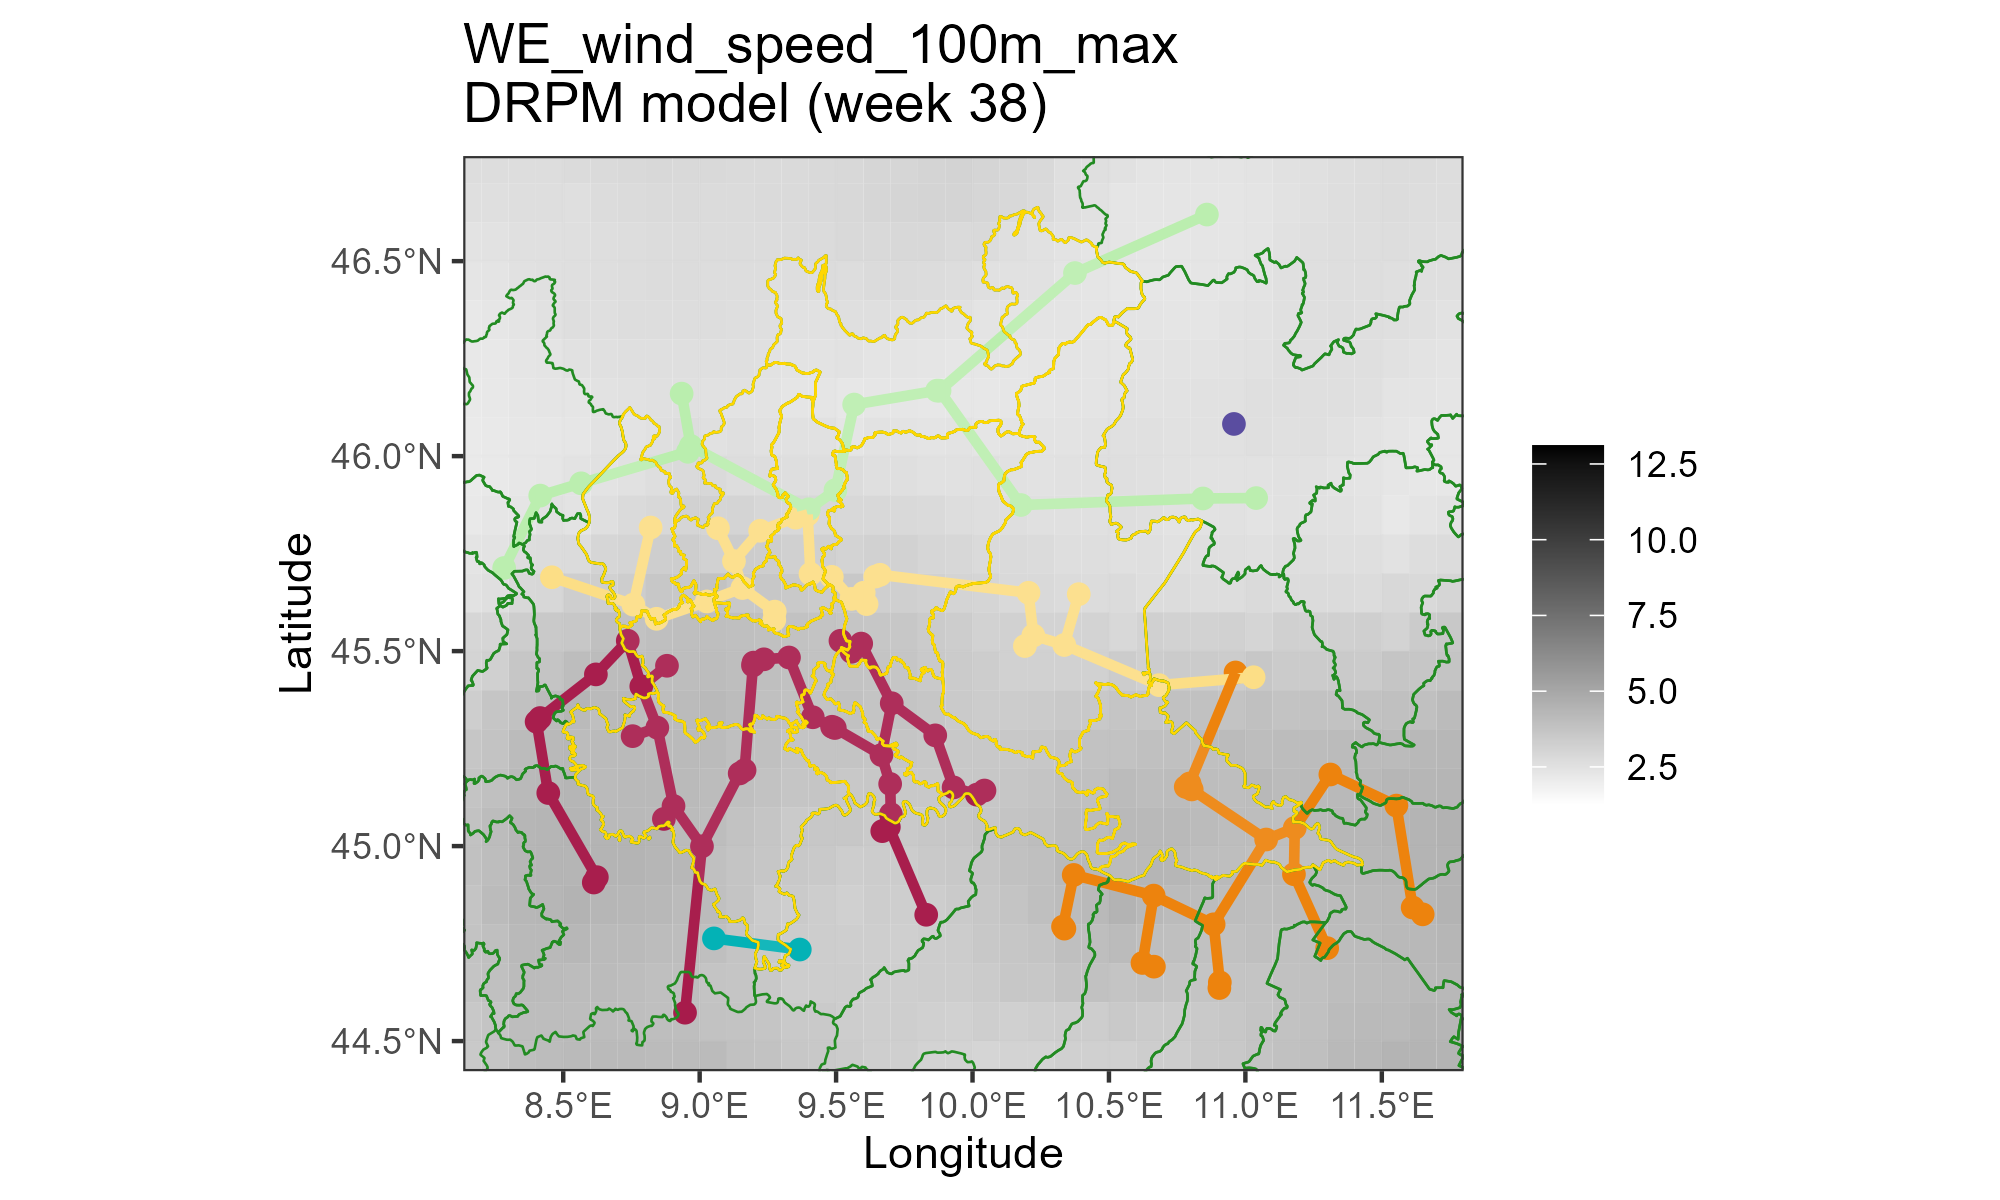 WE_wind_speed_100m_max
DRPM model (week 38)
46.5°N
46.0°N
45.5°N
45.0°N
44.5°N
Latitude
8.5°E
9.0°E
9.5°E
10.0°E
10.5°E
11.0°E
11.5°E
Longitude
12.5
10.0
7.5
5.0
2.5